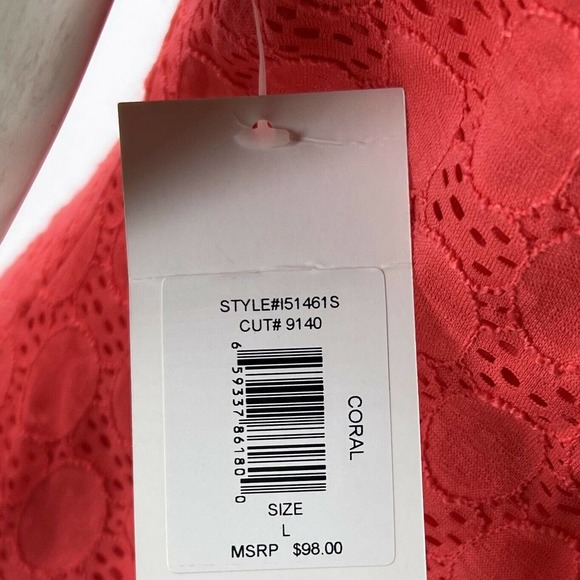 STYLE#I51461S
CUT# 9140
6 59337 86180 0
CORAL
SIZE
L
MSRP $98.00